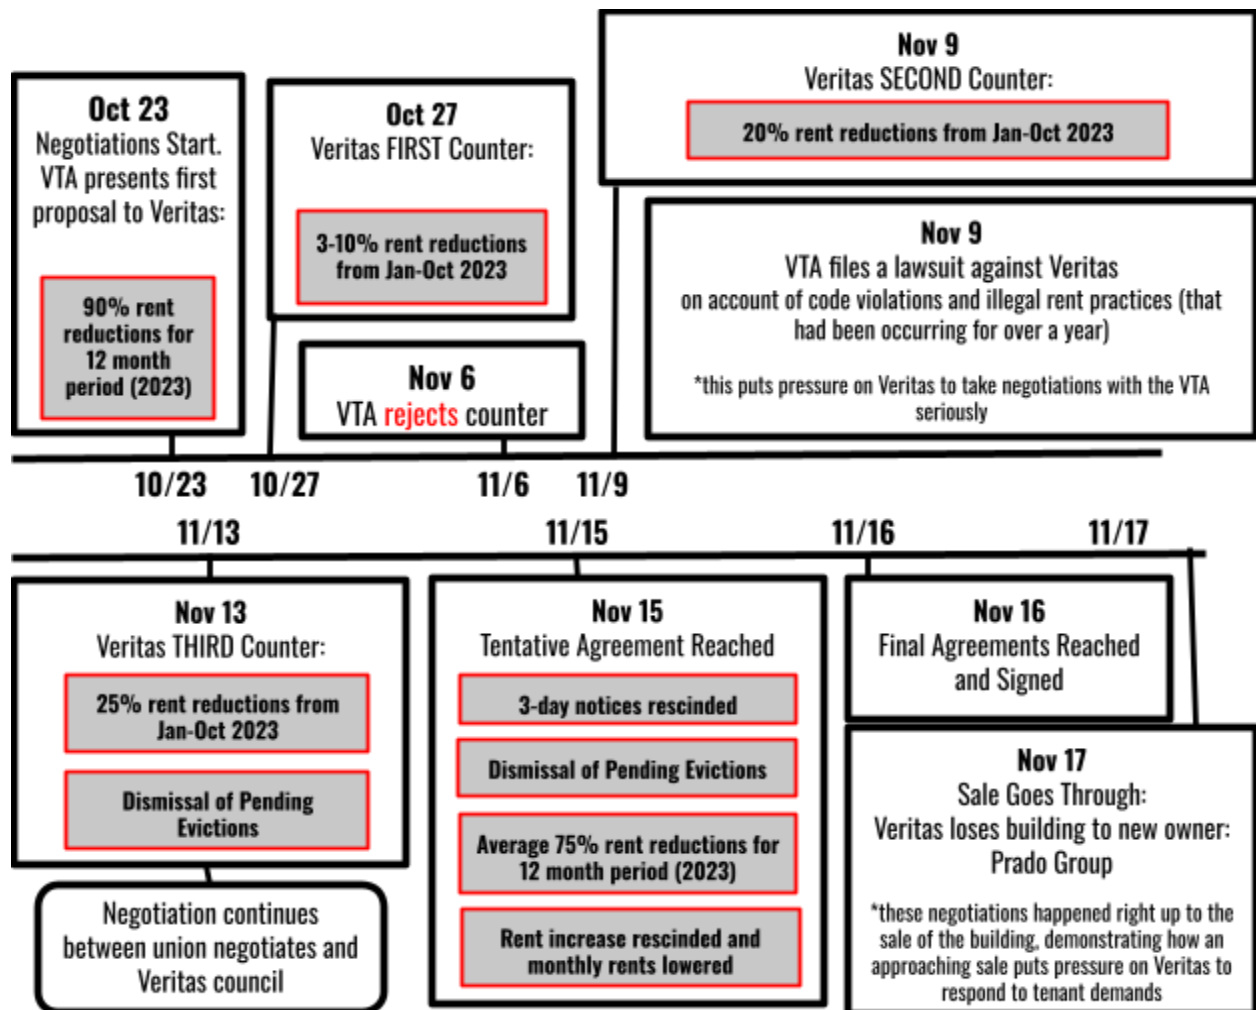 Oct 23
Negotiations Start.
VTA presents first
proposal to Veritas:
90% rent
reductions for
12 month
period (2023)
Oct 27
Veritas FIRST Counter:
3-10% rent reductions
from Jan-Oct 2023
Nov 6
VTA rejects counter
Nov 9
Veritas SECOND Counter:
20% rent reductions from Jan-Oct 2023
Nov 9
VTA files a lawsuit against Veritas
on account of code violations and illegal rent practices (that
had been occurring for over a year)
*this puts pressure on Veritas to take negotiations with the VTA
seriously
10/23
10/27
11/6
11/9
11/13
11/15
11/16
11/17
Nov 13
Veritas THIRD Counter:
25% rent reductions from
Jan-Oct 2023
Dismissal of Pending
Evictions
Negotiation continues
between union negotiates and
Veritas council
Nov 15
Tentative Agreement Reached
3-day notices rescinded
Dismissal of Pending Evictions
Average 75% rent reductions for
12 month period (2023)
Rent increase rescinded and
monthly rents lowered
Nov 16
Final Agreements Reached
and Signed
Nov 17
Sale Goes Through:
Veritas loses building to new owner:
Prado Group
*these negotiations happened right up to the
sale of the building, demonstrating how an
approaching sale puts pressure on Veritas to
respond to tenant demands